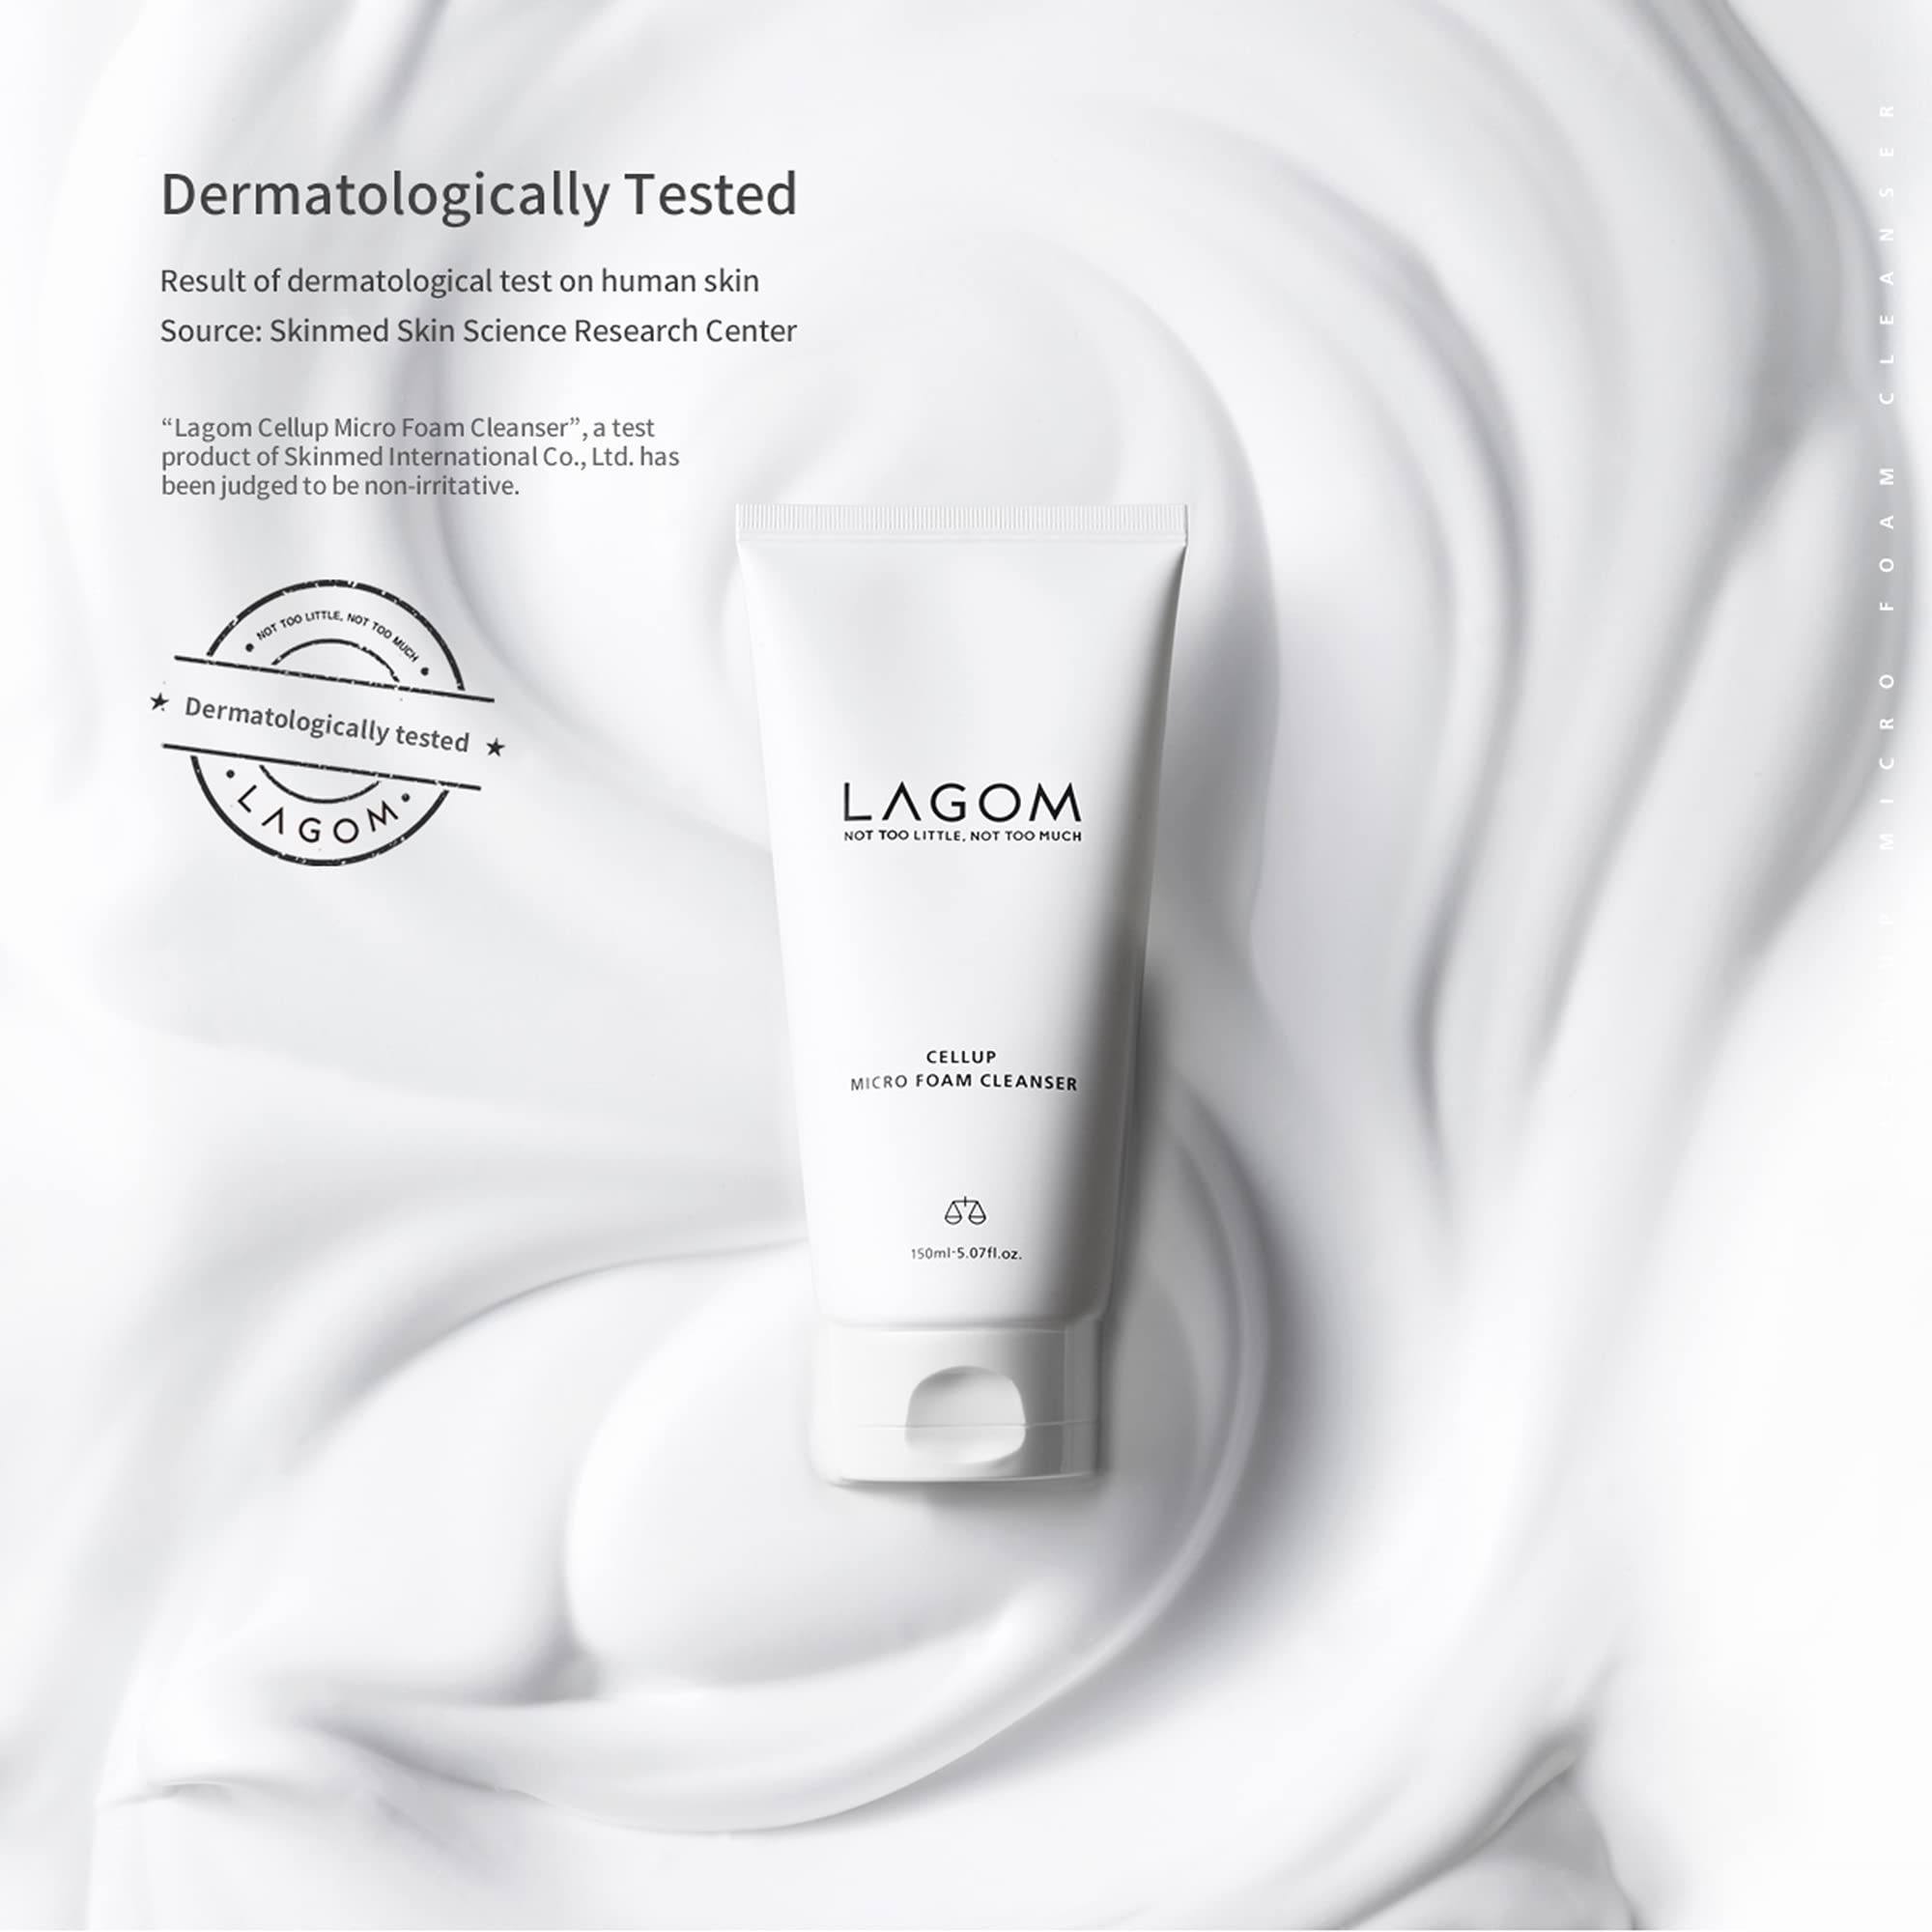 Dermatologically Tested
Result of dermatological test on human skin
Source: Skinmed Skin Science Research Center
“Lagom Cellup Micro Foam Cleanser”, a test
product of Skinmed International Co., Ltd. has
been judged to be non-irritative.
NOT TOO LITTLE, NOT TOO MUCH
★ Dermatologically tested ★
LAGOM
LAGOM
NOT TOO LITTLE, NOT TOO MUCH
CELLUP
MICRO FOAM CLEANSER
150ml-5.07fl.oz.
MICRO FOAM CLEANSER